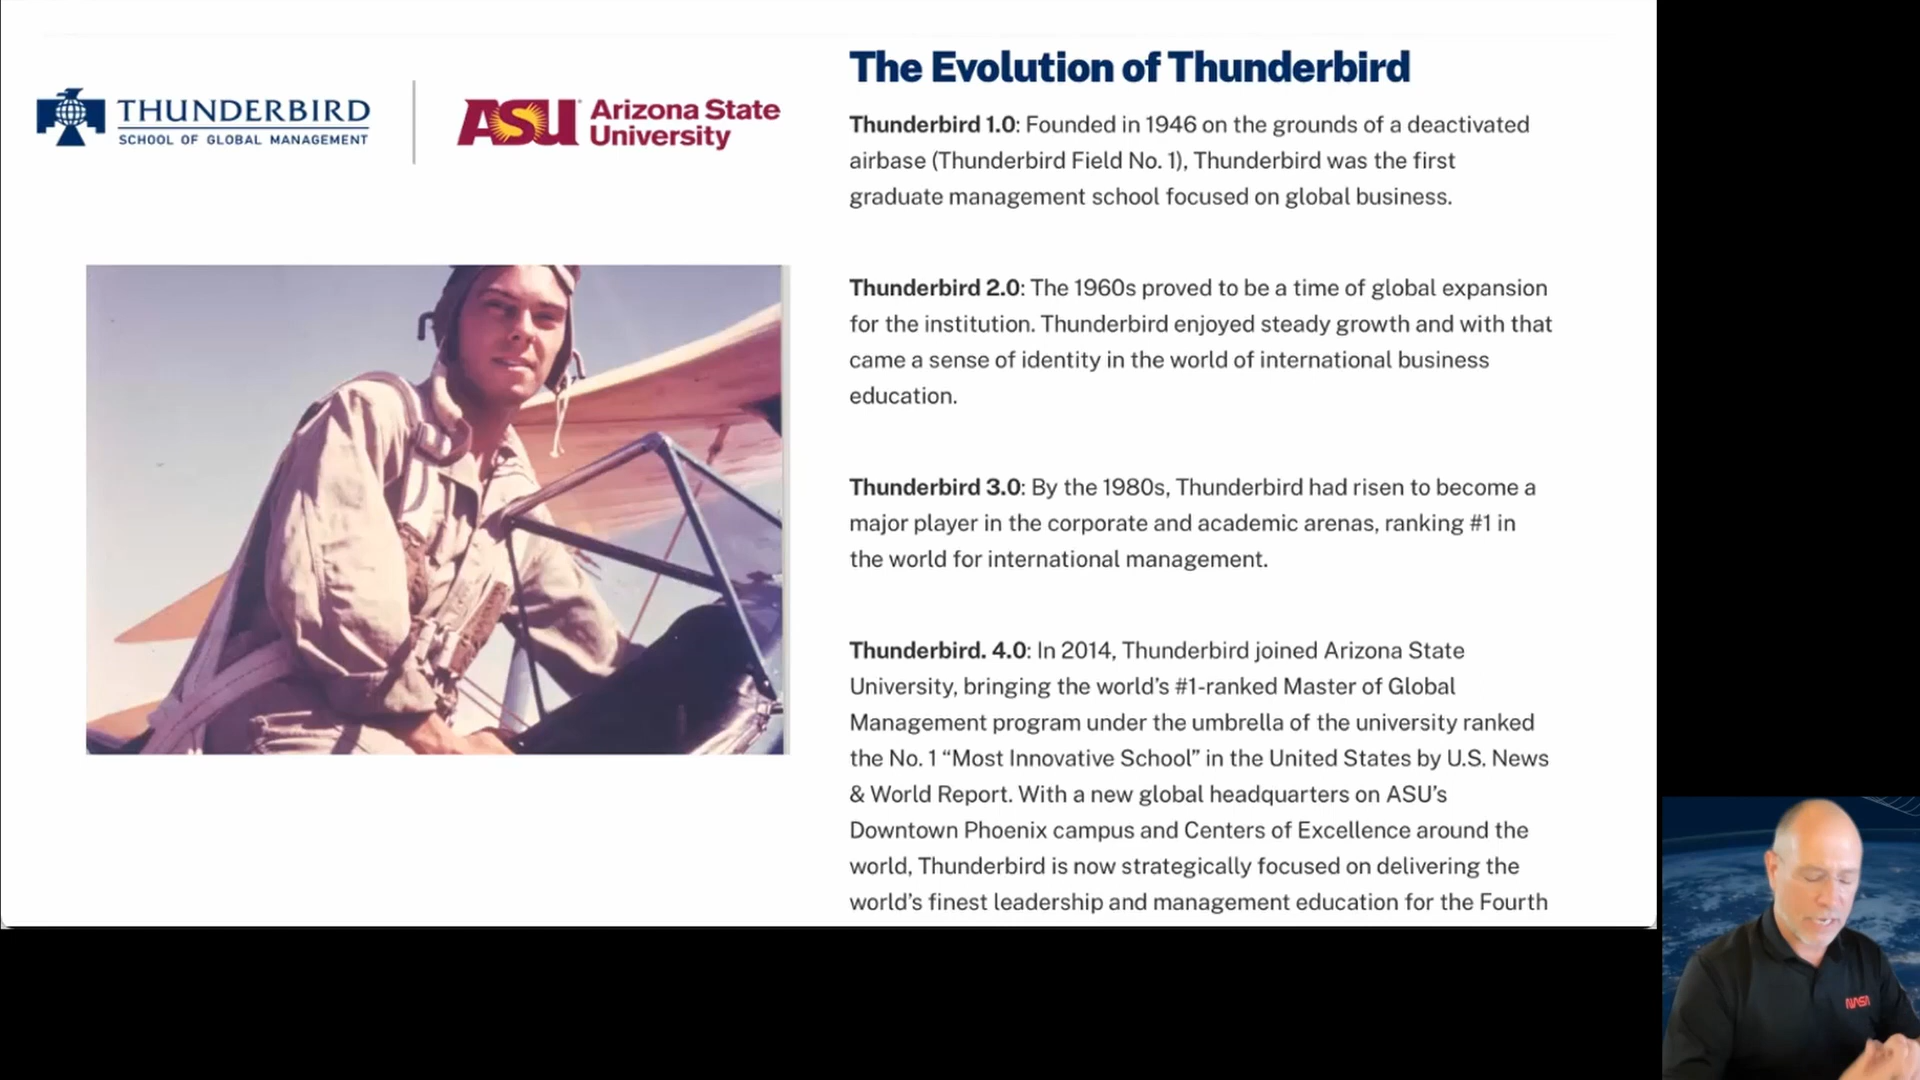 THUNDERBIRD
SCHOOL OF GLOBAL MANAGEMENT
ASU
Arizona State
University
The Evolution of Thunderbird
Thunderbird 1.0: Founded in 1946 on the grounds of a deactivated
airbase (Thunderbird Field No. 1), Thunderbird was the first
graduate management school focused on global business.
Thunderbird 2.0: The 1960s proved to be a time of global expansion
for the institution. Thunderbird enjoyed steady growth and with that
came a sense of identity in the world of international business
education.
Thunderbird 3.0: By the 1980s, Thunderbird had risen to become a
major player in the corporate and academic arenas, ranking #1 in
the world for international management.
Thunderbird. 4.0: In 2014, Thunderbird joined Arizona State
University, bringing the world’s #1-ranked Master of Global
Management program under the umbrella of the university ranked
the No. 1 “Most Innovative School” in the United States by U.S. News
& World Report. With a new global headquarters on ASU’s
Downtown Phoenix campus and Centers of Excellence around the
world, Thunderbird is now strategically focused on delivering the
world’s finest leadership and management education for the Fourth
NASA